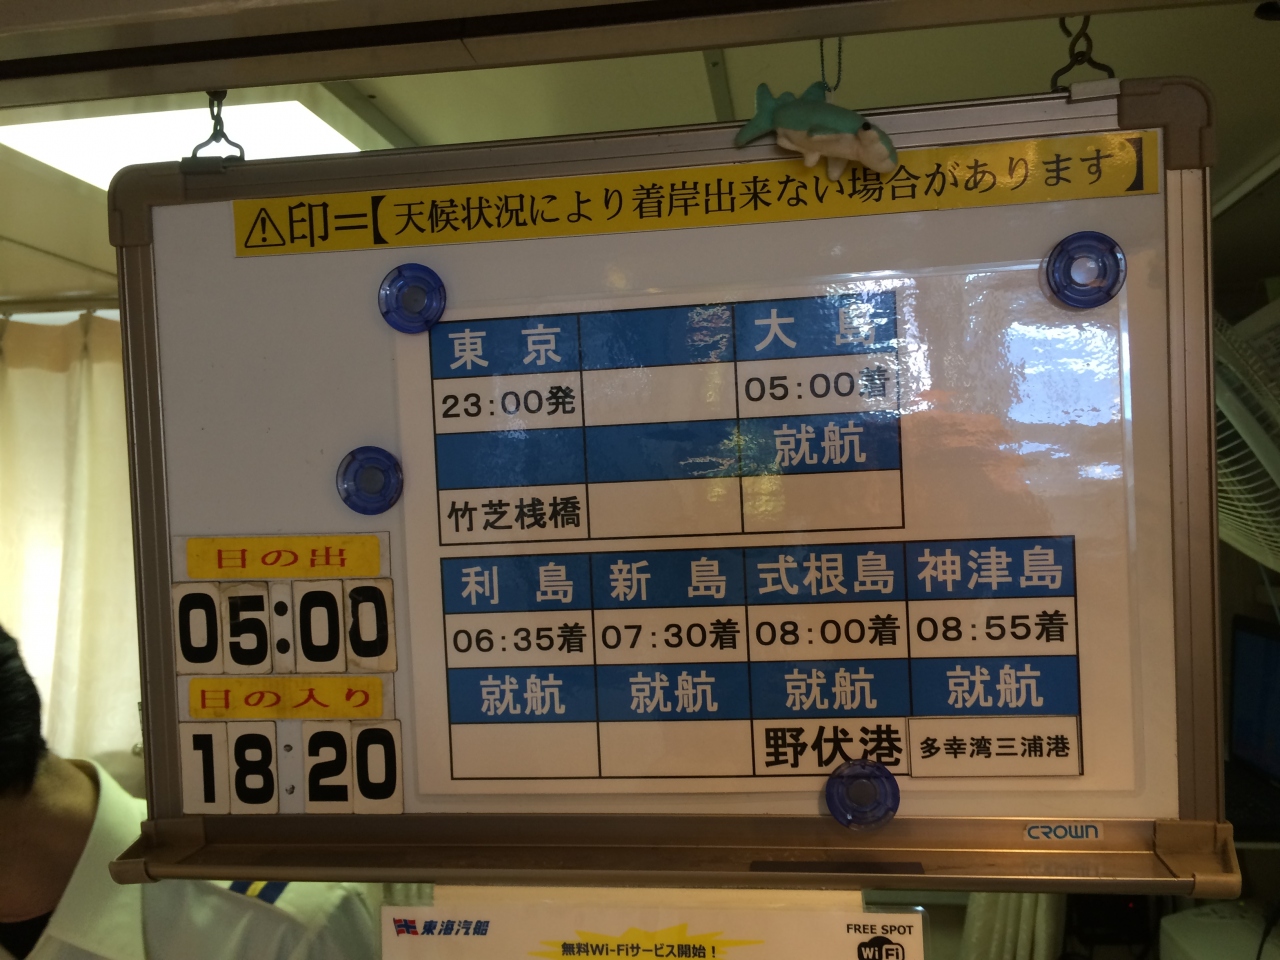 ⚠印=【天候状況により着岸出来ない場合があります】
東京 大島
23:00発 05:00着
就航
竹芝桟橋
日の出
05:00
日の入り
18:20
利島 新島 式根島 神津島
06:35着 07:30着 08:00着 08:55着
就航 就航 就航 就航
野伏港 多幸湾三浦港
CROWN
東海汽船
無料Wi-Fiサービス開始!
FREE SPOT
Wi Fi